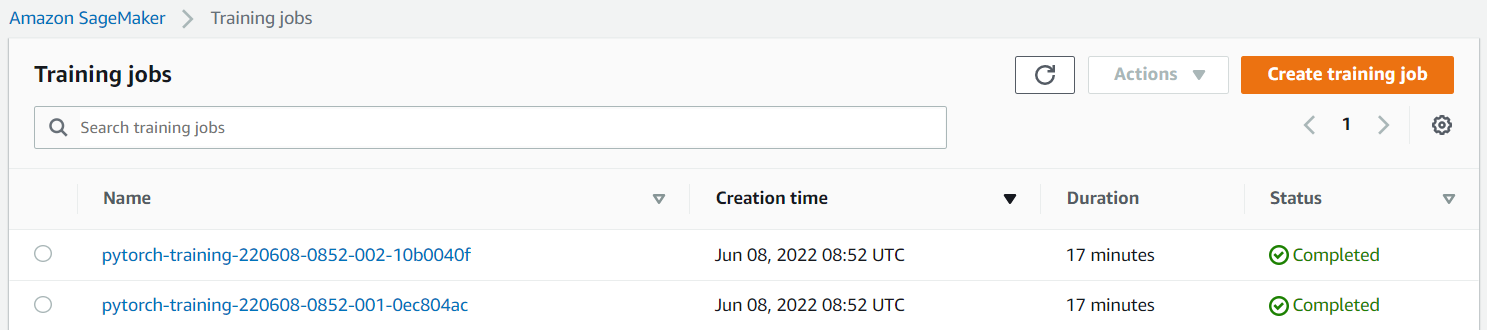 Amazon SageMaker > Training jobs
Training jobs
Actions
Create training job
Search training jobs
1
Name Creation time Duration Status
pytorch-training-220608-0852-002-10b0040f Jun 08, 2022 08:52 UTC 17 minutes Completed
pytorch-training-220608-0852-001-0ec804ac Jun 08, 2022 08:52 UTC 17 minutes Completed